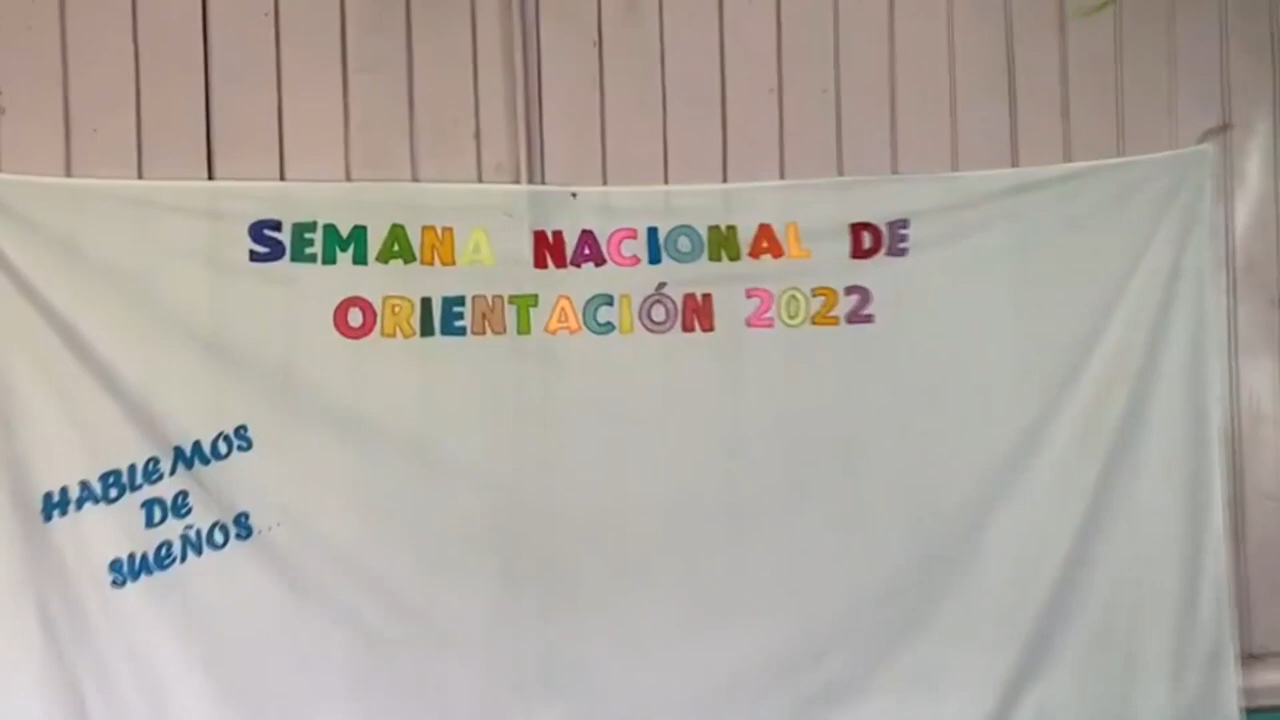 SEMANA NACIONAL DE
ORIENTACIÓN 2022
HABLEMOS
DE
SUEÑOS...